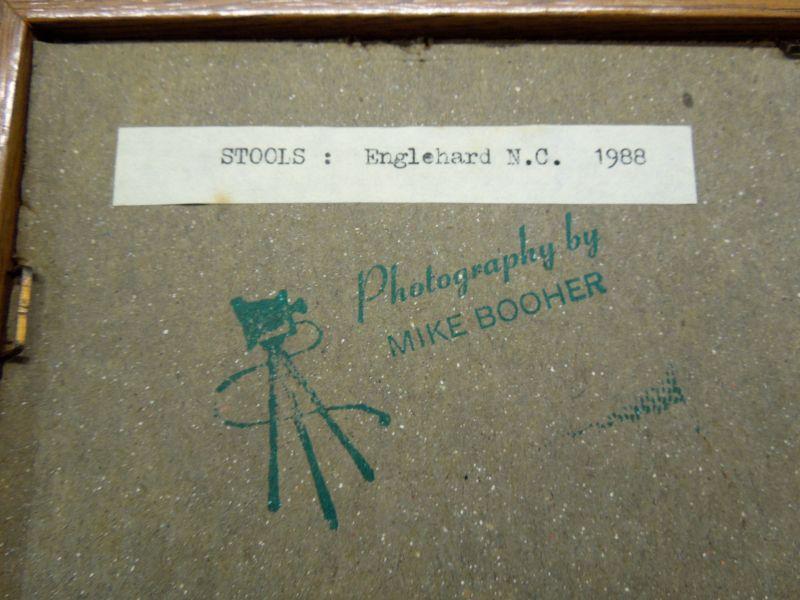 STOOLS : Englehard N.C. 1988
Photography by
MIKE BOOHER